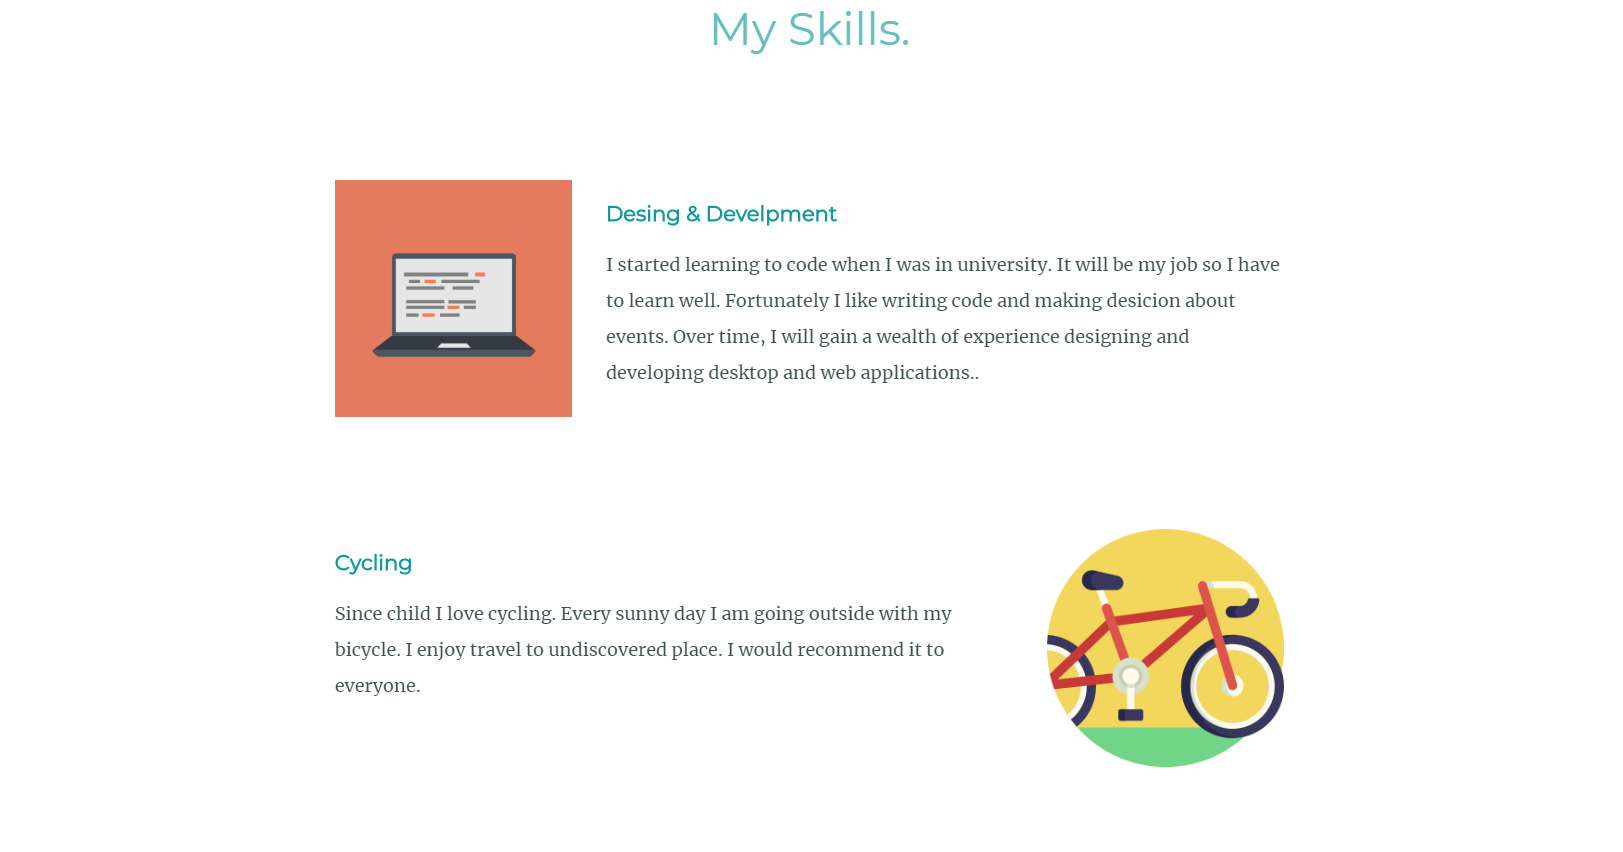 My Skills.
Desing & Develpment
I started learning to code when I was in university. It will be my job so I have
to learn well. Fortunately I like writing code and making desicion about
events. Over time, I will gain a wealth of experience designing and
developing desktop and web applications..
Cycling
Since child I love cycling. Every sunny day I am going outside with my
bicycle. I enjoy travel to undiscovered place. I would recommend it to
everyone.